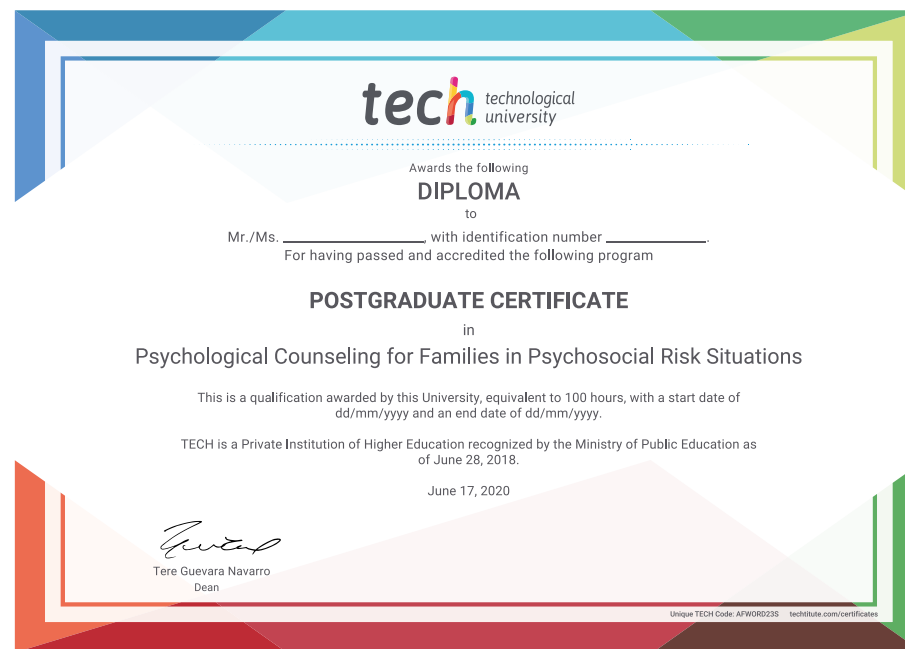 tech technological
university
Awards the following
DIPLOMA
to
Mr./Ms. ____________________, with identification number ______________.
For having passed and accredited the following program
POSTGRADUATE CERTIFICATE
in
Psychological Counseling for Families in Psychosocial Risk Situations
This is a qualification awarded by this University, equivalent to 100 hours, with a start date of
dd/mm/yyyy and an end date of dd/mm/yyyy.
TECH is a Private Institution of Higher Education recognized by the Ministry of Public Education as
of June 28, 2018.
June 17, 2020
Tere Guevara Navarro
Dean
Unique TECH Code: AFWORD23S techtitute.com/certificates